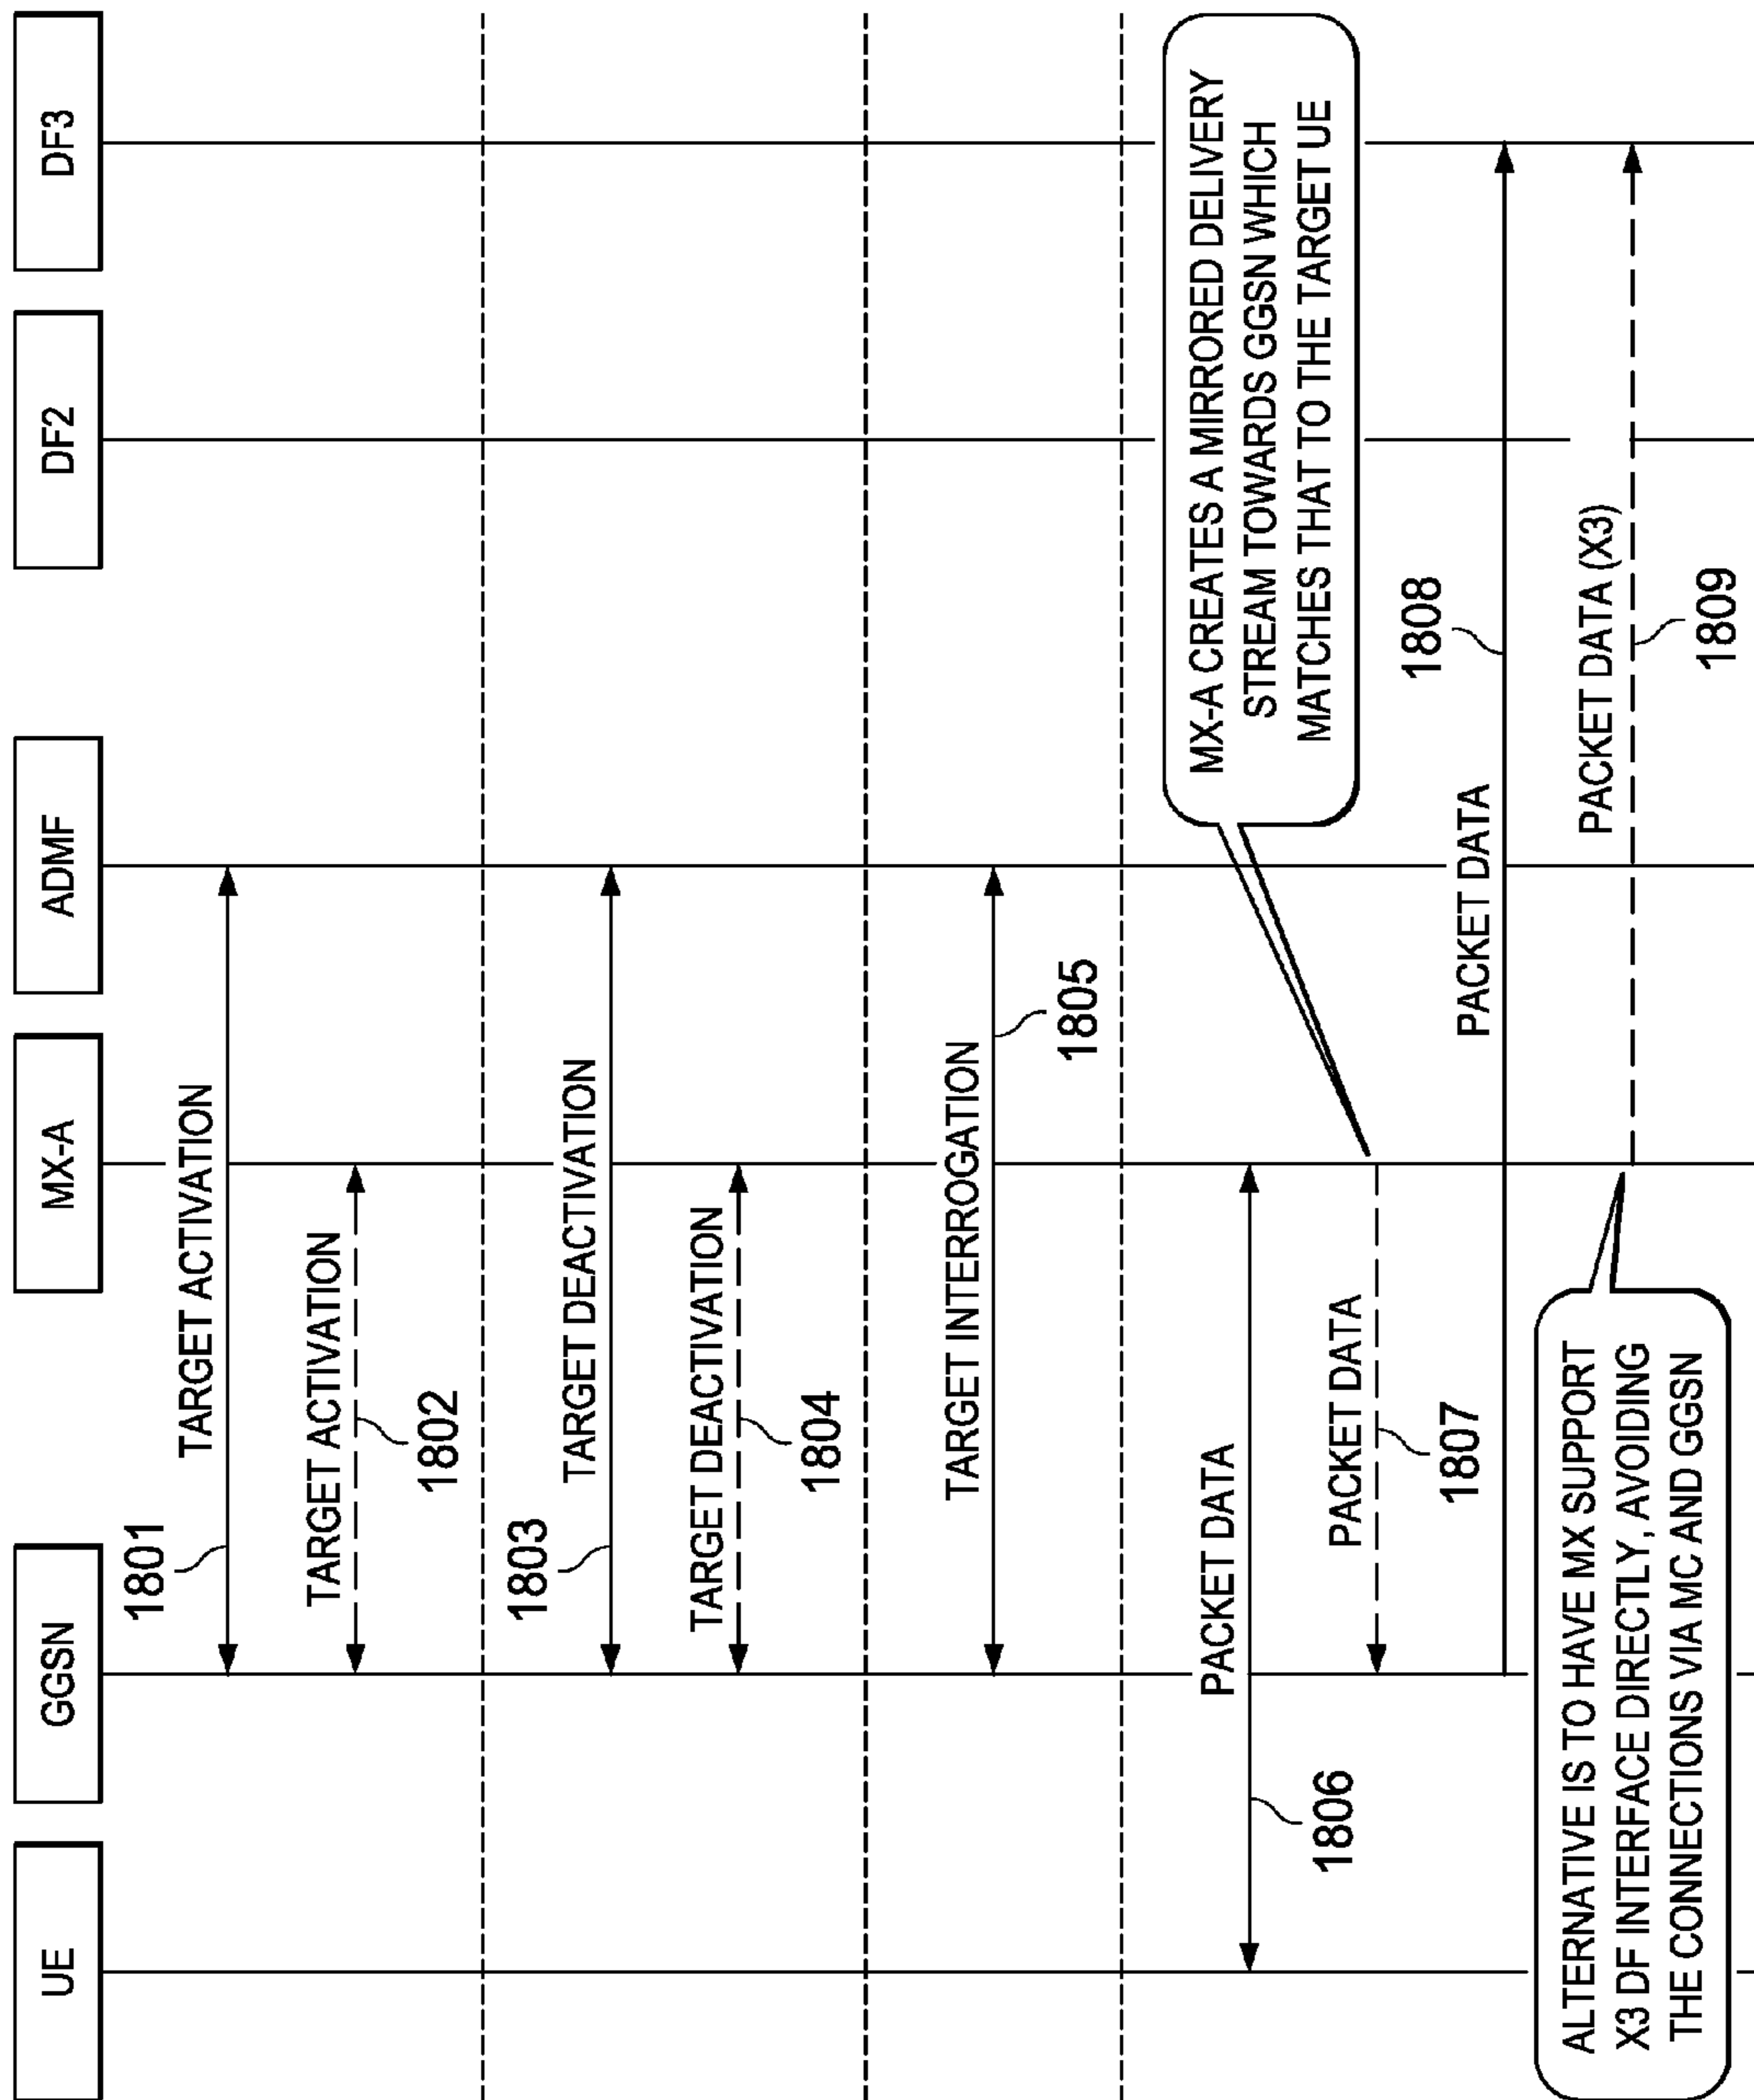 UE
GGSN
MX-A
ADMF
DF2
DF3
1801
TARGET ACTIVATION
TARGET ACTIVATION
1802
1803
TARGET DEACTIVATION
TARGET DEACTIVATION
1804
TARGET INTERROGATION
1805
PACKET DATA
1806
MX-A CREATES A MIRRORED DELIVERY
STREAM TOWARDS GGSN WHICH
MATCHES THAT TO THE TARGET UE
PACKET DATA
1807
PACKET DATA
1808
ALTERNATIVE IS TO HAVE MX SUPPORT
X3 DF INTERFACE DIRECTLY, AVOIDING
THE CONNECTIONS VIA MC AND GGSN
PACKET DATA (X3)
1809